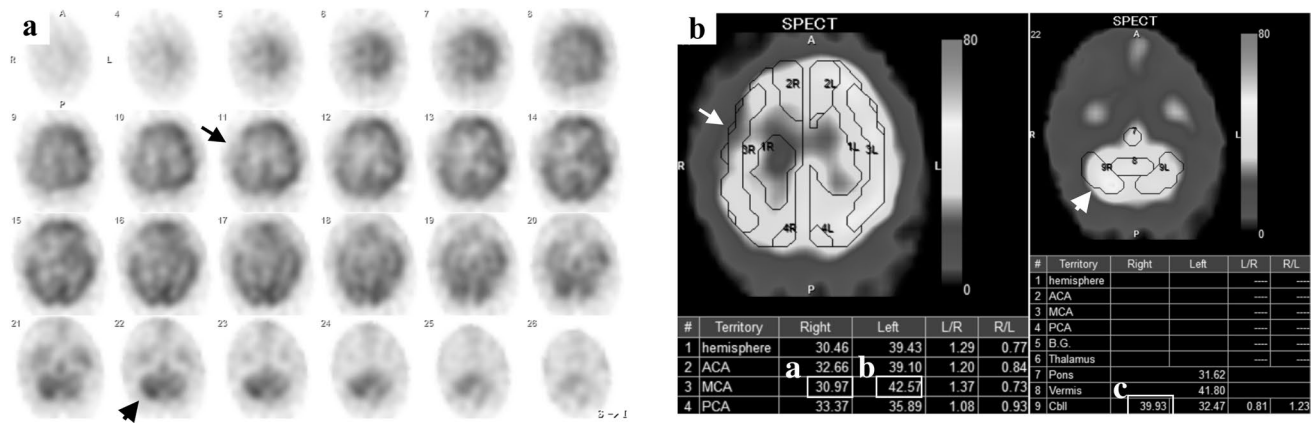 a
A
4
5
6
7
8
R
L
P
9
10
11
12
13
14
15
16
17
18
19
20
21
22
23
24
25
26
S -> I
b
SPECT
A
80
2R
2L
1R
1L
3R
3L
R
L
4R
4L
P
0
# Territory Right Left L/R R/L
1 hemisphere 30.46 39.43 1.29 0.77
2 ACA 32.66 39.10 1.20 0.84
a b
3 MCA 30.97 42.57 1.37 0.73
4 PCA 33.37 35.89 1.08 0.93
SPECT
22
A
80
7
R
8
L
9R
9L
P
0
# Territory Right Left L/R R/L
1 hemisphere ---- ----
2 ACA ---- ----
3 MCA ---- ----
4 PCA ---- ----
5 B.G. ---- ----
6 Thalamus ---- ----
7 Pons 31.62
8 Vermis 41.80
c
9 Cbll 39.93 32.47 0.81 1.23